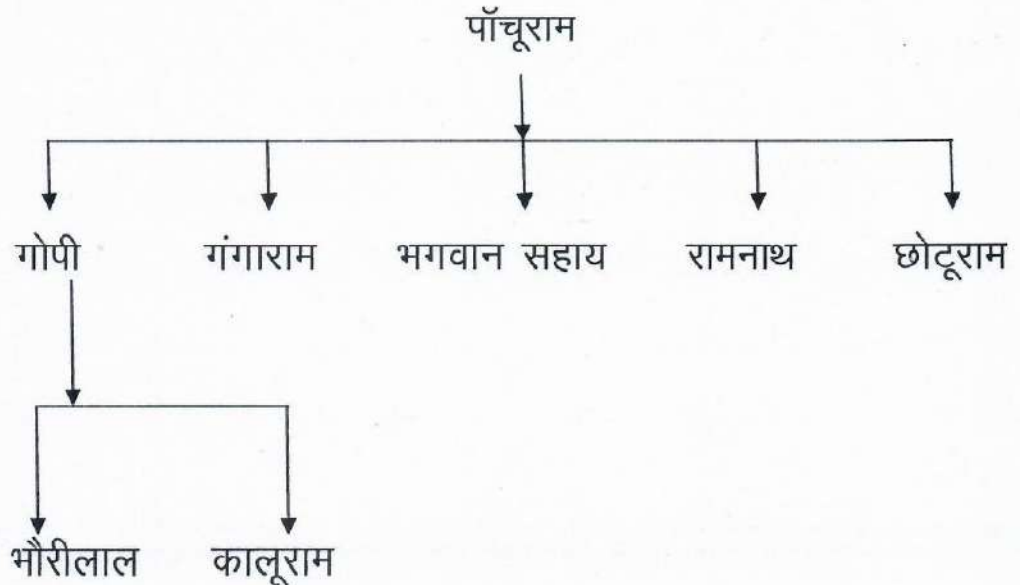 पॉचूराम
गोपी गंगाराम भगवान सहाय रामनाथ छोटूराम
भौरीलाल कालूराम